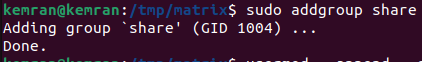 kemran@kemran:/tmp/matrix$ sudo addgroup share
Adding group `share' (GID 1004) ...
Done.